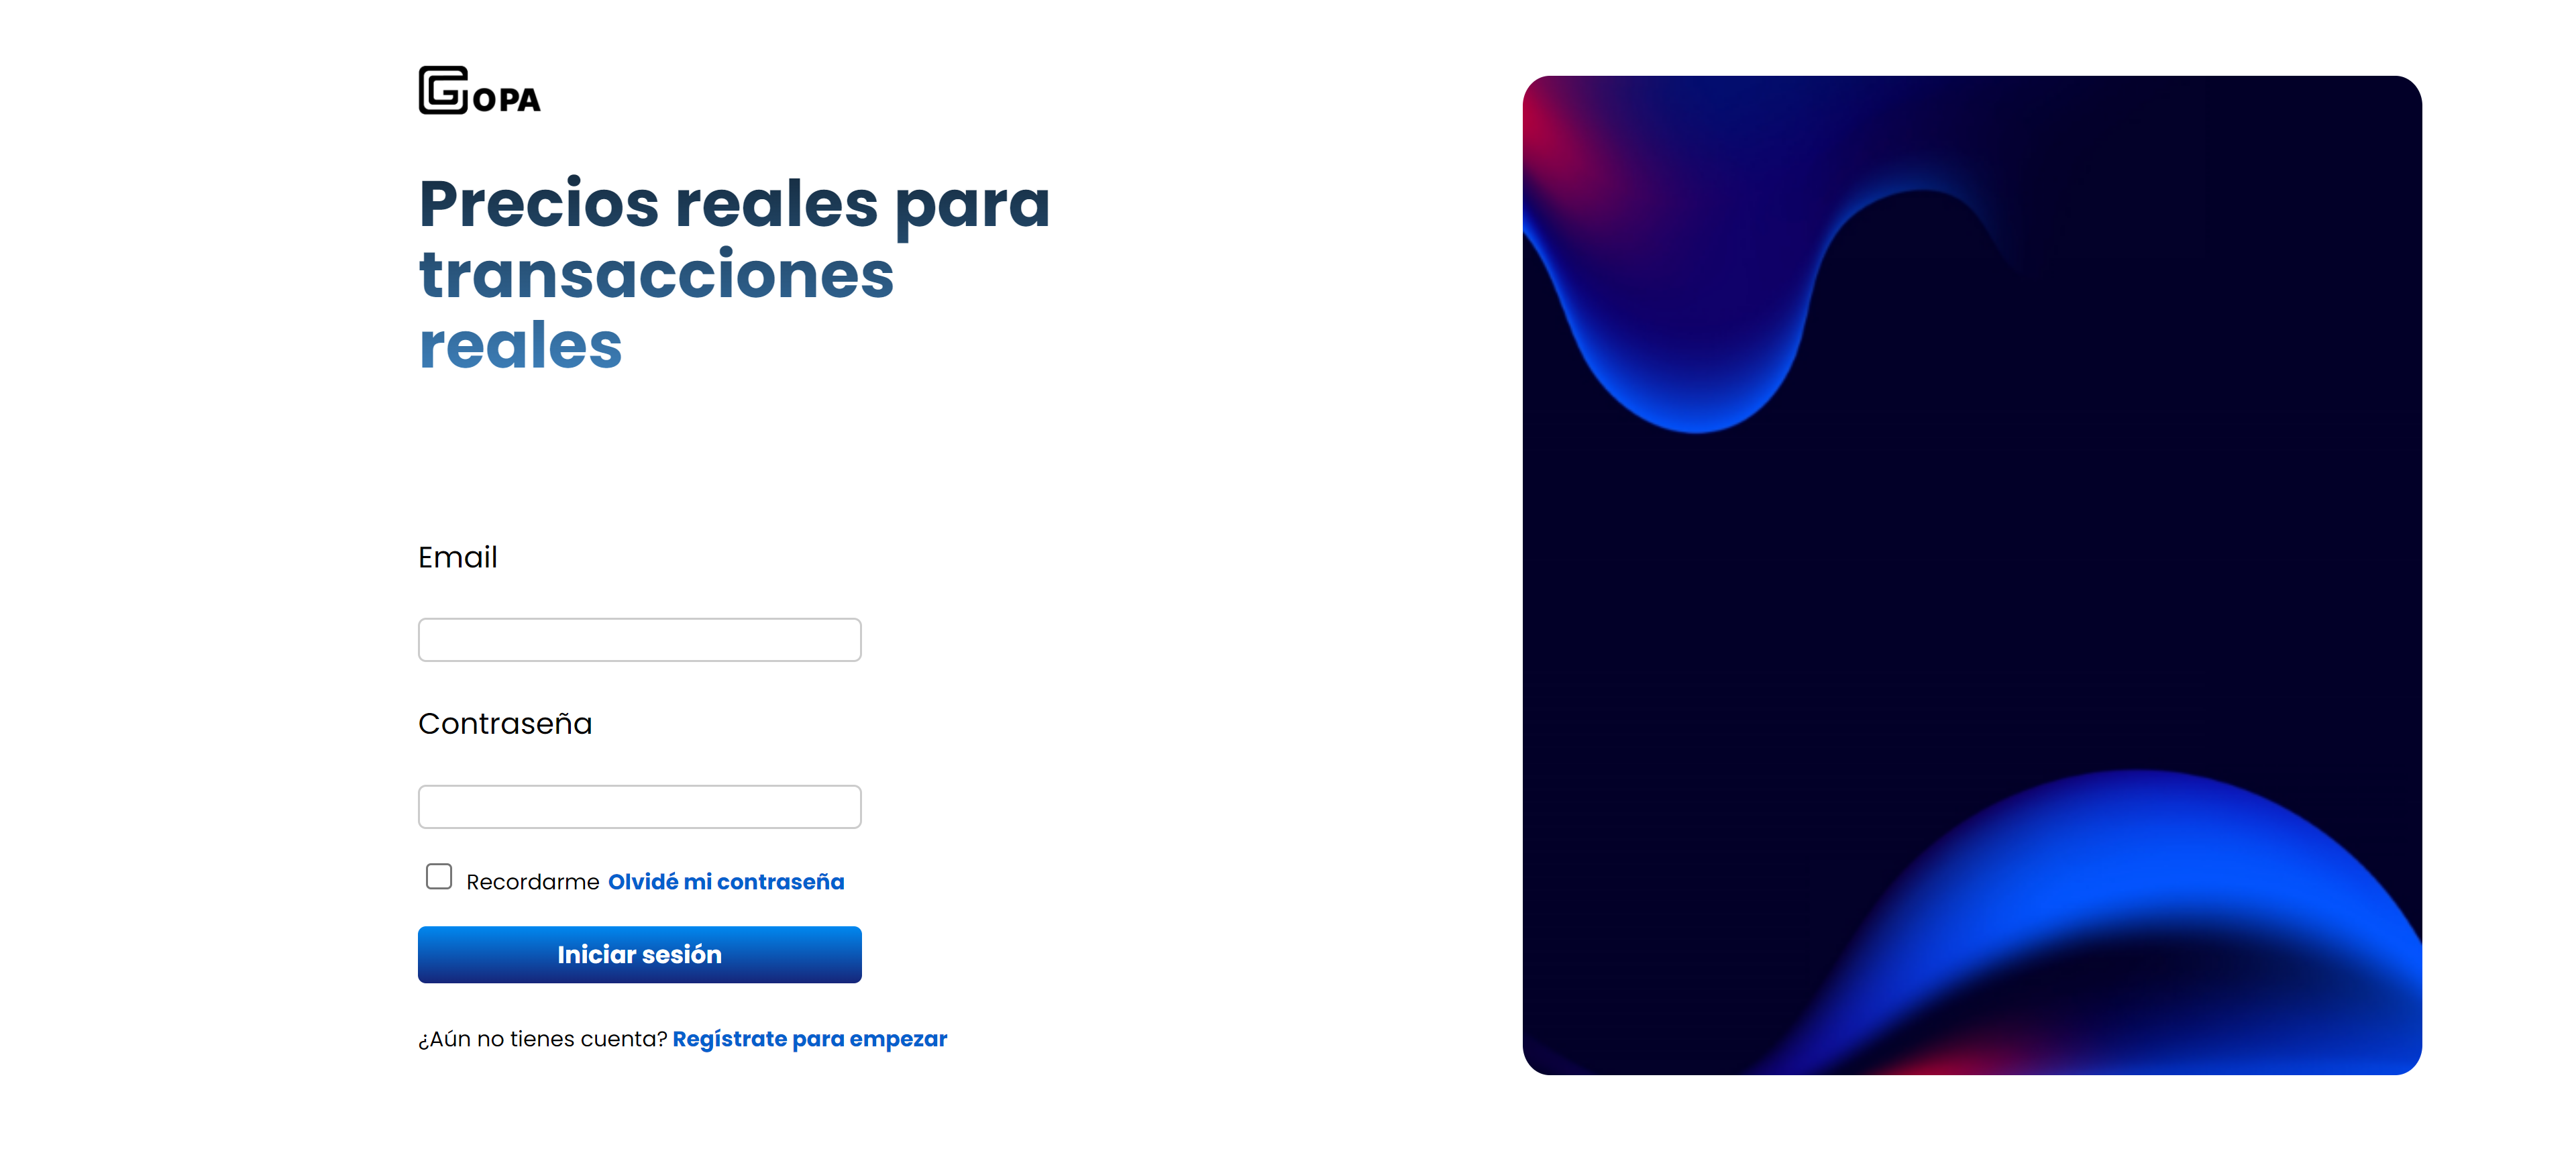 GOPA
Precios reales para
transacciones
reales
Email
Contraseña
Recordarme Olvidé mi contraseña
Iniciar sesión
¿Aún no tienes cuenta? Regístrate para empezar